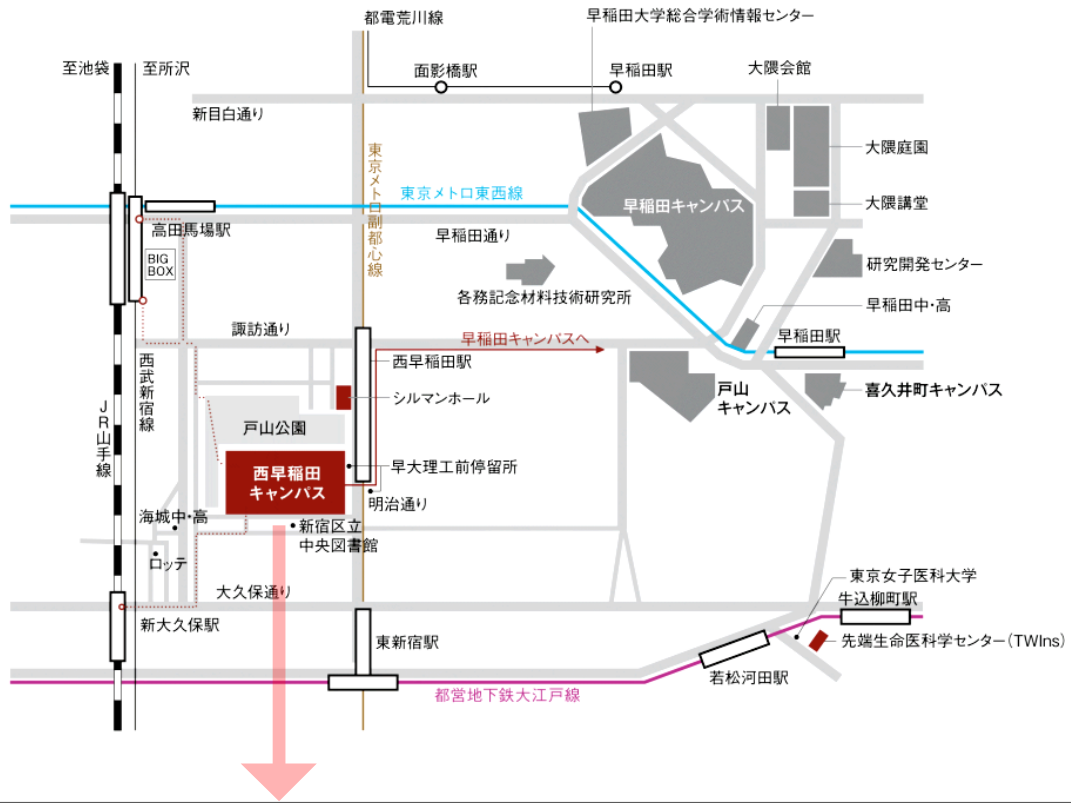 都電荒川線
早稲田大学総合学術情報センター
至池袋
至所沢
面影橋駅
早稲田駅
大隈会館
新目白通り
大隈庭園
東京メトロ副都心線
東京メトロ東西線
早稲田キャンパス
大隈講堂
高田馬場駅
早稲田通り
BIG
BOX
研究開発センター
各務記念材料技術研究所
早稲田中・高
諏訪通り
早稲田キャンパスへ
早稲田駅
西武新宿線
西早稲田駅
戸山
キャンパス
喜久井町キャンパス
JR山手線
シルマンホール
戸山公園
西早稲田
キャンパス
早大理工前停留所
明治通り
海城中・高
新宿区立
中央図書館
ロッテ
東京女子医科大学
大久保通り
牛込柳町駅
新大久保駅
東新宿駅
先端生命医科学センター(TWIns)
若松河田駅
都営地下鉄大江戸線